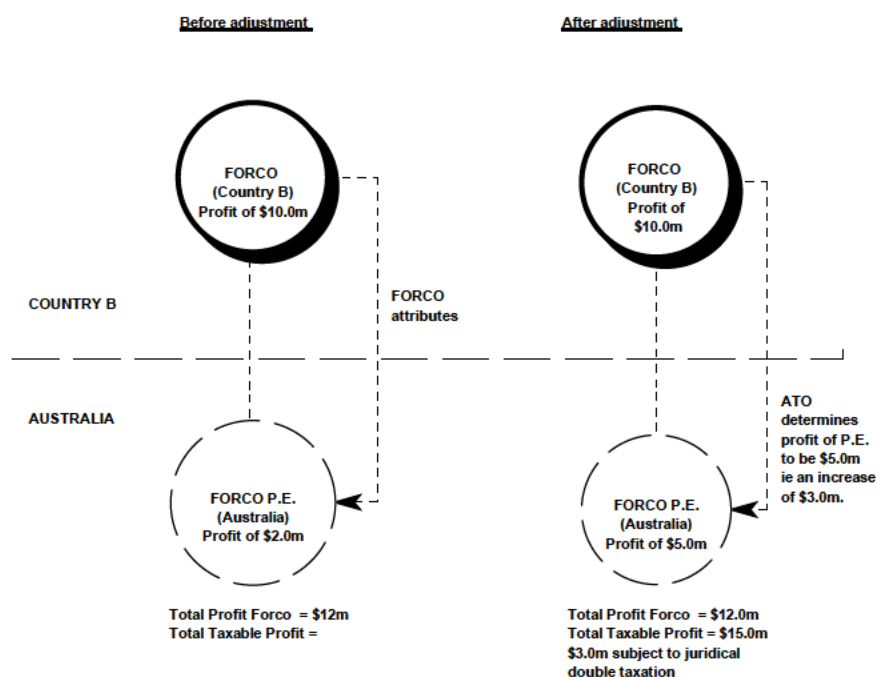 Before adjustment
After adjustment
FORCO
(Country B)
Profit of $10.0m
FORCO
(Country B)
Profit of
$10.0m
COUNTRY B
FORCO
attributes
AUSTRALIA
ATO
determines
profit of P.E.
to be $5.0m
ie an increase
of $3.0m.
FORCO P.E.
(Australia)
Profit of $2.0m
FORCO P.E.
(Australia)
Profit of $5.0m
Total Profit Forco = $12m
Total Taxable Profit =
Total Profit Forco = $12.0m
Total Taxable Profit = $15.0m
$3.0m subject to juridical
double taxation